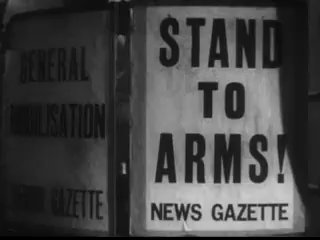 GENERAL
MOBILISATION
GAZETTE
STAND
TO
ARMS!
NEWS GAZETTE